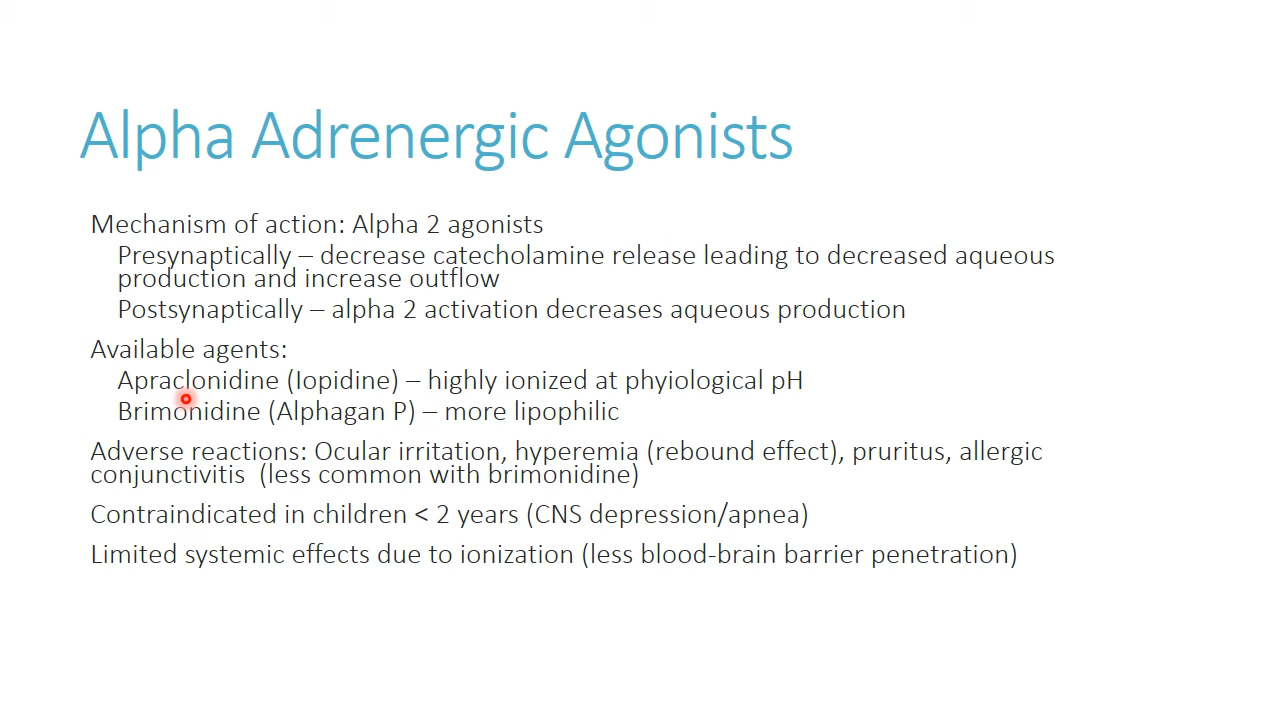 Alpha Adrenergic Agonists
Mechanism of action: Alpha 2 agonists
Presynaptically – decrease catecholamine release leading to decreased aqueous
production and increase outflow
Postsynaptically – alpha 2 activation decreases aqueous production
Available agents:
Apraclonidine (Iopidine) – highly ionized at phyiological pH
Brimonidine (Alphagan P) – more lipophilic
Adverse reactions: Ocular irritation, hyperemia (rebound effect), pruritus, allergic
conjunctivitis  (less common with brimonidine)
Contraindicated in children < 2 years (CNS depression/apnea)
Limited systemic effects due to ionization (less blood-brain barrier penetration)